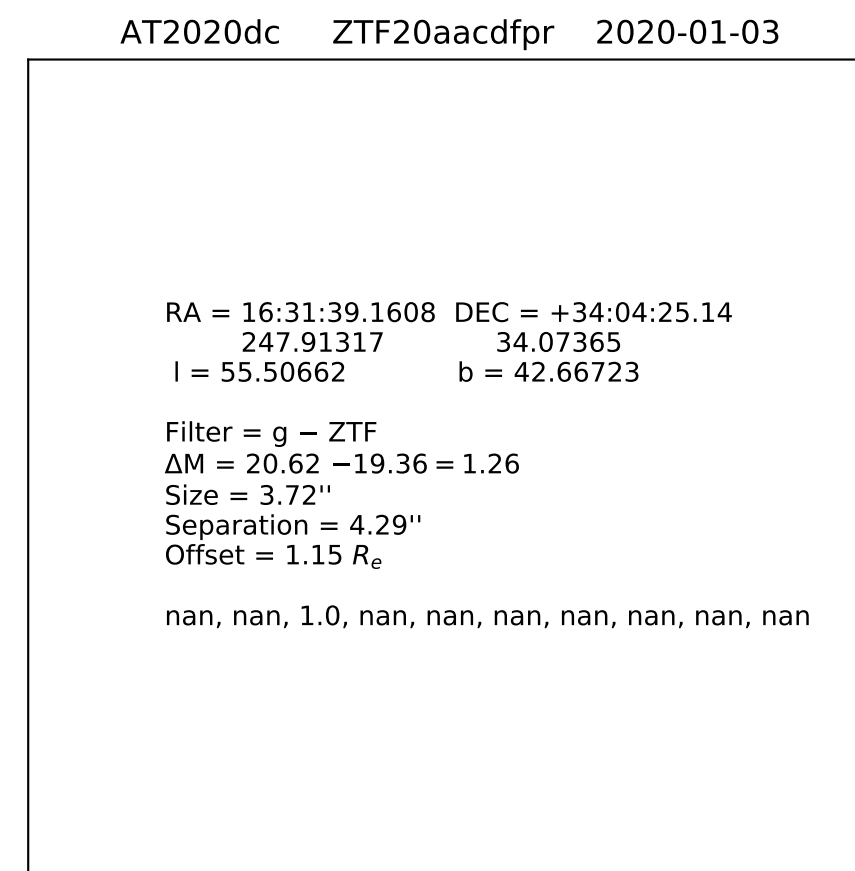 AT2020dc ZTF20aacdfpr 2020-01-03
RA = 16:31:39.1608 DEC = +34:04:25.14
247.91317 34.07365
l = 55.50662 b = 42.66723
Filter = g − ZTF
ΔM = 20.62 −19.36 = 1.26
Size = 3.72''
Separation = 4.29''
Offset = 1.15 Rₑ
nan, nan, 1.0, nan, nan, nan, nan, nan, nan, nan